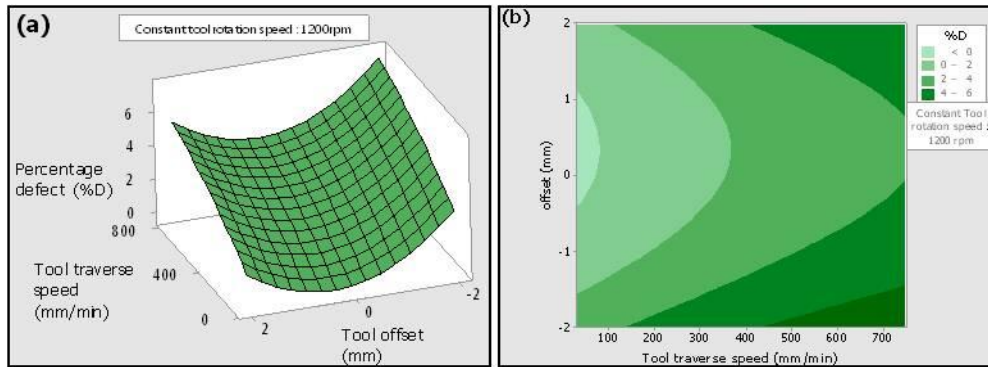 (a)
Constant tool rotation speed : 1200rpm
6
4
2
0
Percentage
defect (%D)
800
400
0
Tool traverse
speed
(mm/min)
2
0
-2
Tool offset
(mm)
(b)
2
1
0
-1
-2
offset (mm)
100 200 300 400 500 600 700
Tool traverse speed (mm/min)
%D
< 0
0 – 2
2 – 4
4 – 6
Constant Tool
rotation speed :
1200 rpm